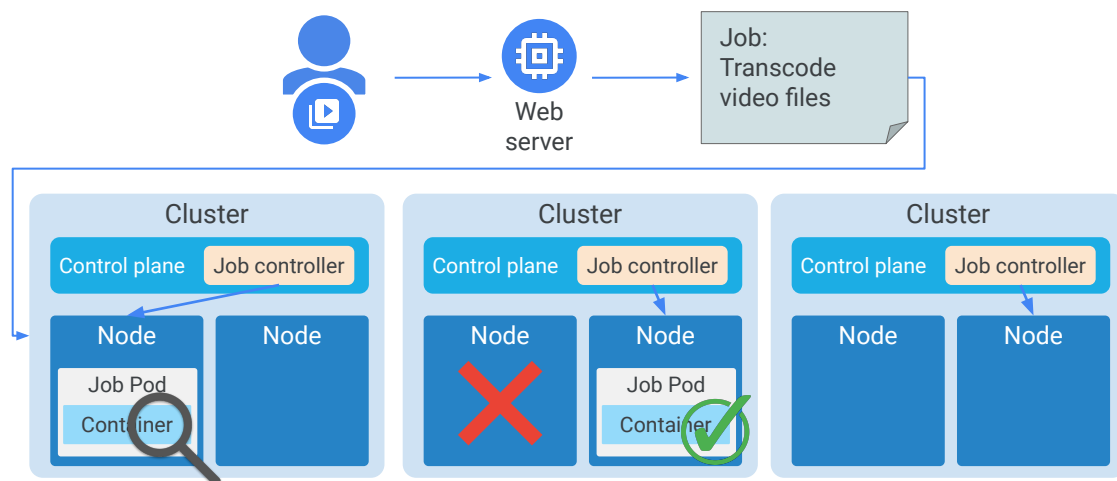 Job:
Transcode
video files
Web
server
Cluster
Control plane
Job controller
Node
Node
Job Pod
Container
Cluster
Control plane
Job controller
Node
Node
Job Pod
Container
Cluster
Control plane
Job controller
Node
Node